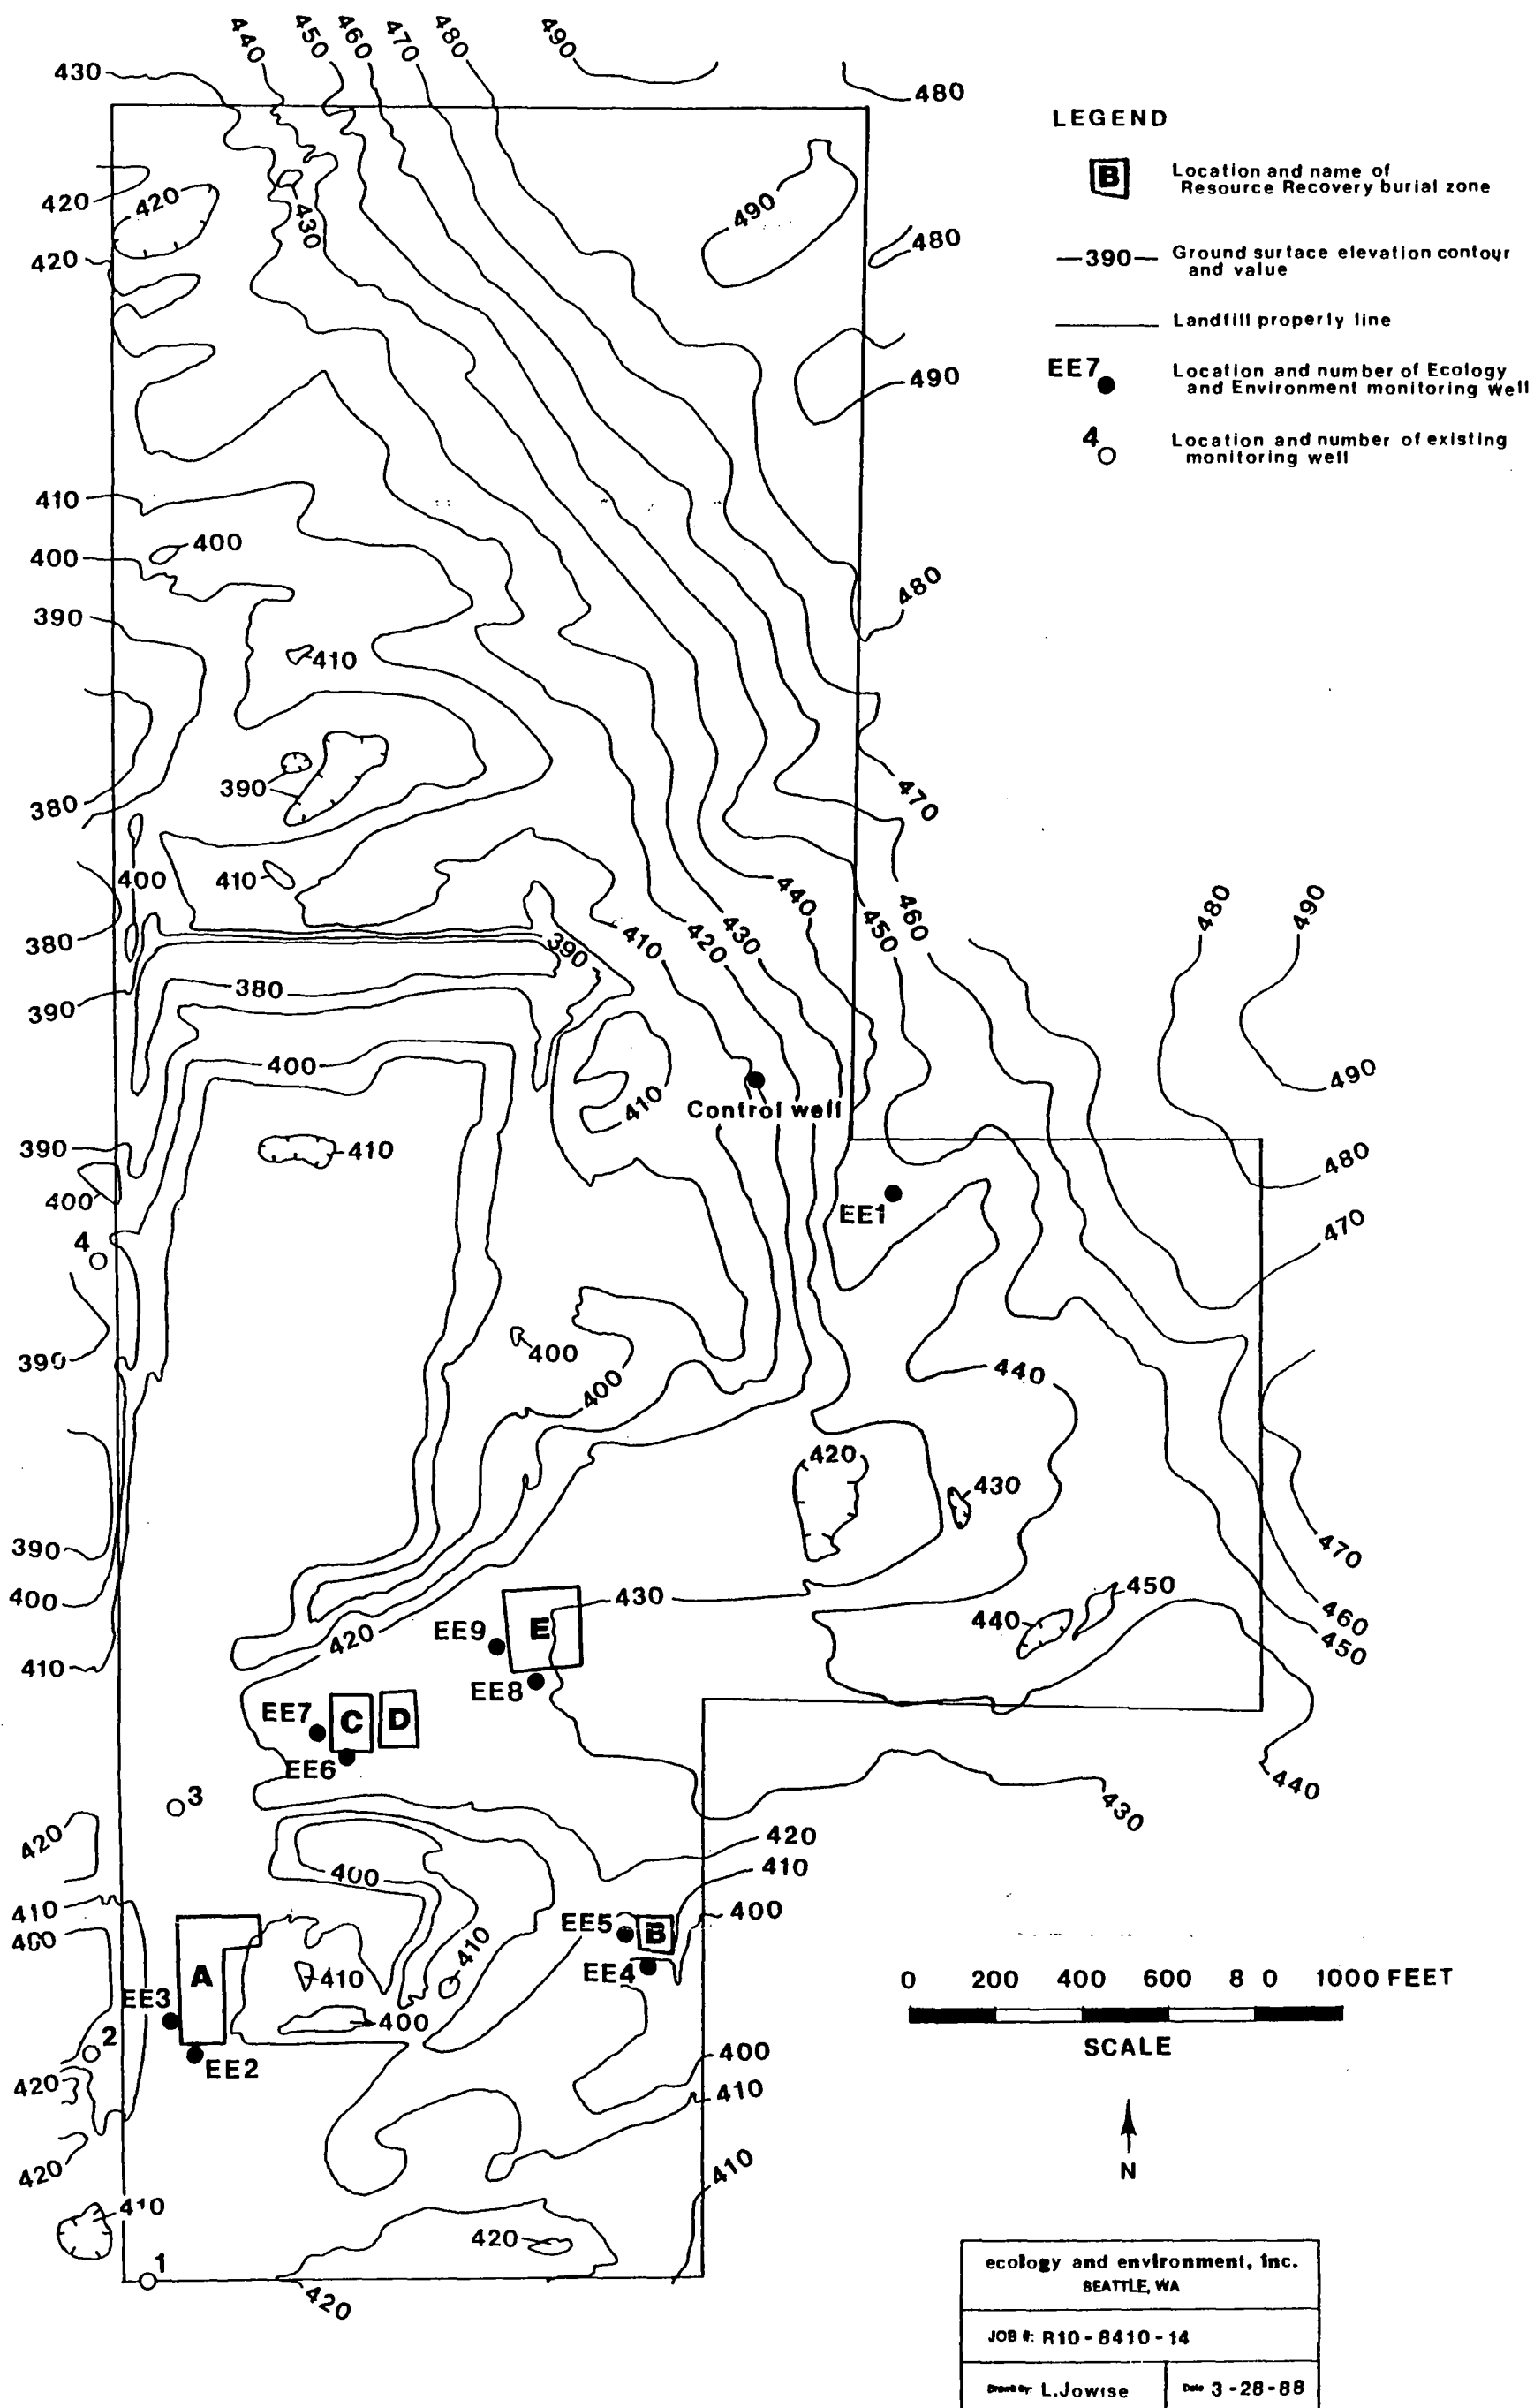 440
450
460
470
480
490
430
480
LEGEND
B
Location and name of
Resource Recovery burial zone
420
420
490
430
480
420
390
Ground surface elevation contour
and value
Landfill property line
EE7
Location and number of Ecology
and Environment monitoring well
490
4
Location and number of existing
monitoring well
410
400
400
480
390
410
390
380
470
400
410
440
480
490
460
450
430
420
410
390
380
380
390
400
490
410
Control well
390
410
480
400
EE1
470
4
390
400
440
400
420
430
390
470
400
430
450
440
460
450
420
EE9
E
410
EE8
EE7
C
D
EE6
440
3
430
420
420
400
410
410
400
400
EE5
B
410
EE4
A
410
0
200
400
600
8 0
1000 FEET
EE3
400
SCALE
2
EE2
400
420
410
N
420
410
410
420
1
420
ecology and environment, inc.
SEATTLE, WA
JOB #: R10-8410-14
Drawn by: L.Jowise
Date 3-28-88